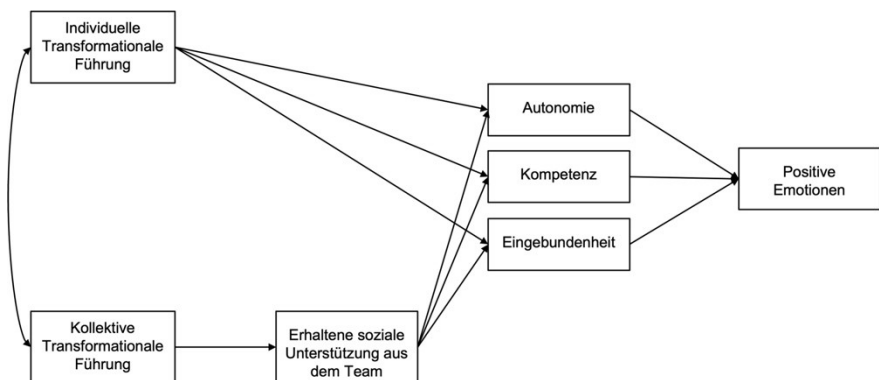 Individuelle
Transformationale
Führung
Autonomie
Kompetenz
Positive
Emotionen
Eingebundenheit
Kollektive
Transformationale
Führung
Erhaltene soziale
Unterstützung aus
dem Team